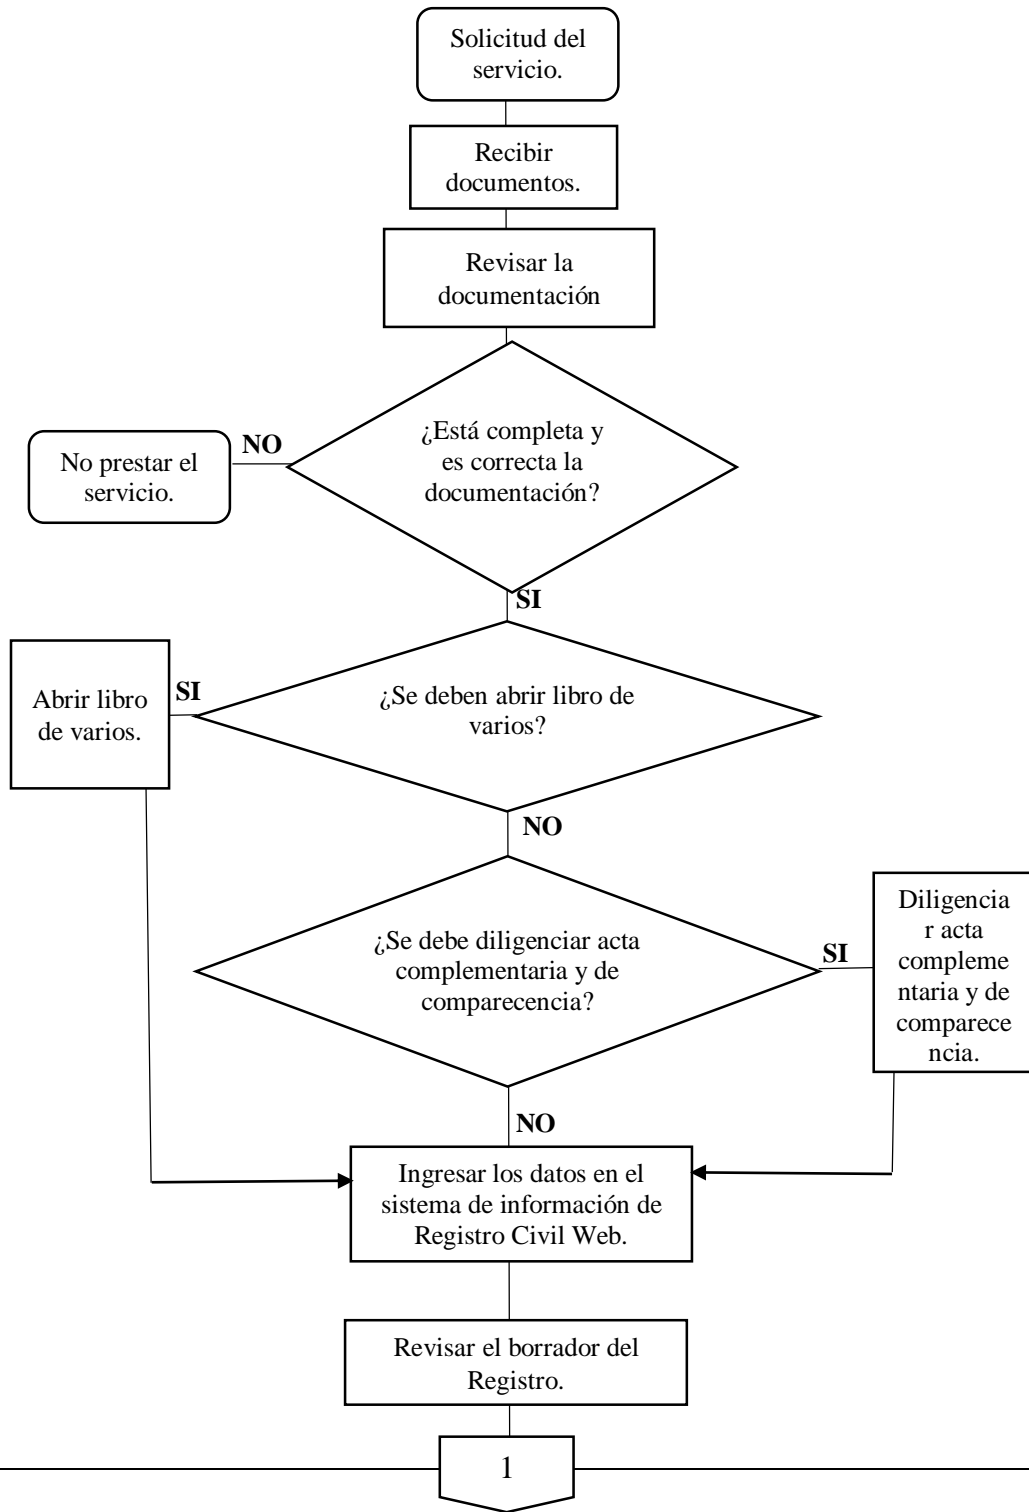 Solicitud del
servicio.
Recibir
documentos.
Revisar la
documentación
¿Está completa y
es correcta la
documentación?
NO
No prestar el
servicio.
SI
¿Se deben abrir libro de
varios?
SI
Abrir libro
de varios.
NO
¿Se debe diligenciar acta
complementaria y de
comparecencia?
SI
Diligencia
r acta
compleme
ntaria y de
comparece
ncia.
NO
Ingresar los datos en el
sistema de información de
Registro Civil Web.
Revisar el borrador del
Registro.
1